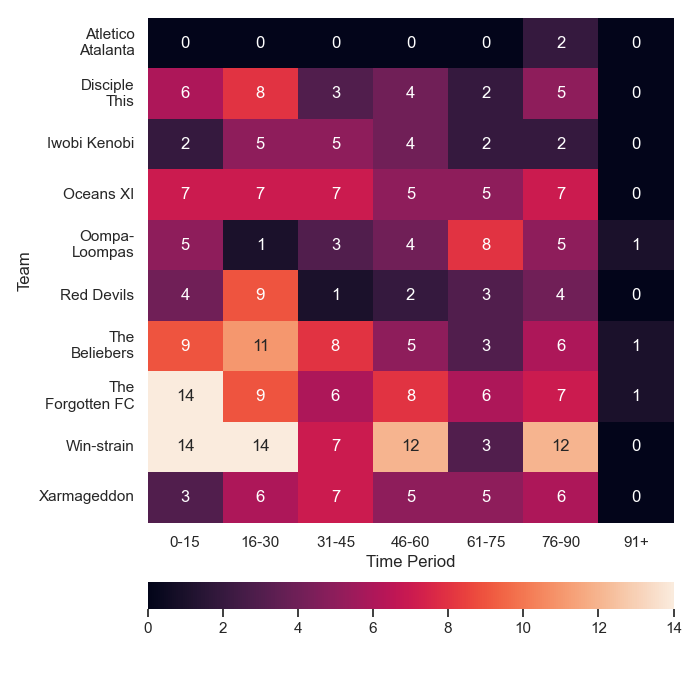 Atletico
Atalanta
0 0 0 0 0 2 0
Disciple
This
6 8 3 4 2 5 0
Iwobi Kenobi
2 5 5 4 2 2 0
Oceans XI
7 7 7 5 5 7 0
Oompa-
Loompas
5 1 3 4 8 5 1
Red Devils
4 9 1 2 3 4 0
The
Beliebers
9 11 8 5 3 6 1
The
Forgotten FC
14 9 6 8 6 7 1
Win-strain
14 14 7 12 3 12 0
Xarmageddon
3 6 7 5 5 6 0
Team
0-15 16-30 31-45 46-60 61-75 76-90 91+
Time Period
0 2 4 6 8 10 12 14